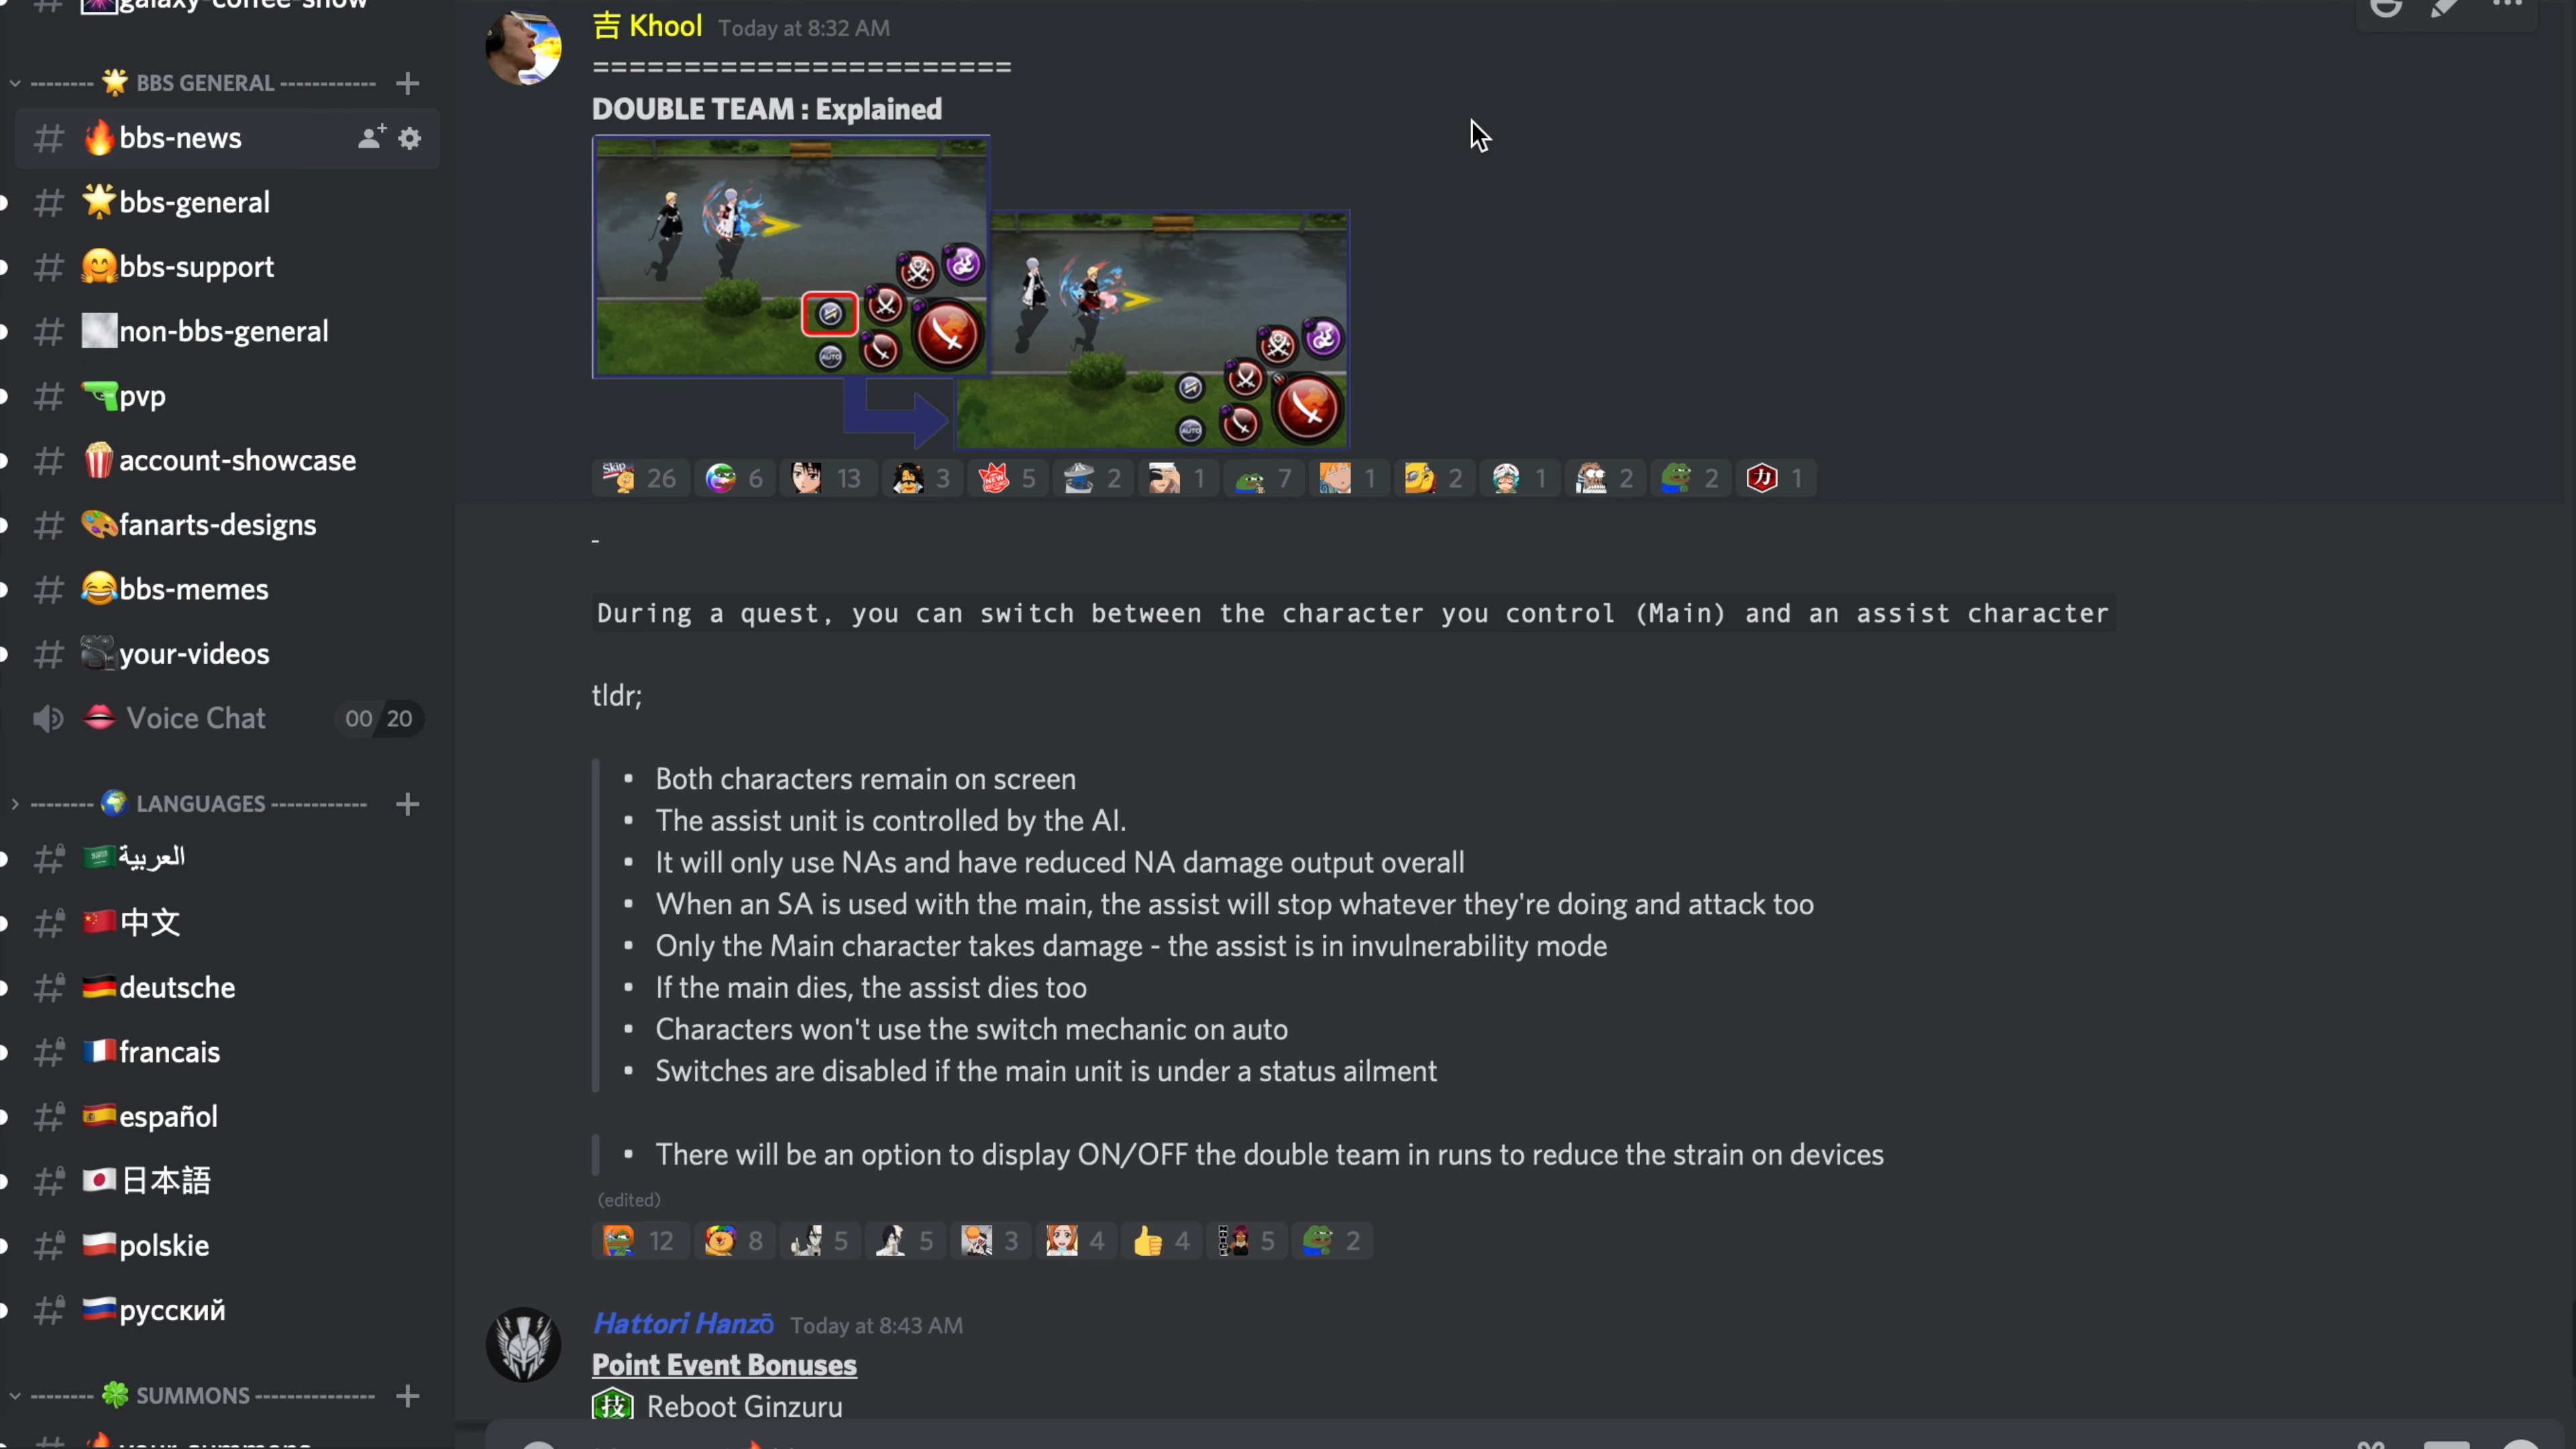 galaxy-coffee-show
BBS GENERAL
bbs-news
bbs-general
bbs-support
non-bbs-general
pvp
account-showcase
fanarts-designs
bbs-memes
your-videos
Voice Chat 00 20
LANGUAGES
العربية
中文
deutsche
francais
español
日本語
polskie
русский
SUMMONS
吉 Khool Today at 8:32 AM
=======================
DOUBLE TEAM : Explained
AUTO
AUTO
Skip 26 6 13 3 NEW 5 2 1 7 1 2 1 2 2 力 1
-
During a quest, you can switch between the character you control (Main) and an assist character
tldr;
• Both characters remain on screen
• The assist unit is controlled by the AI.
• It will only use NAs and have reduced NA damage output overall
• When an SA is used with the main, the assist will stop whatever they're doing and attack too
• Only the Main character takes damage - the assist is in invulnerability mode
• If the main dies, the assist dies too
• Characters won't use the switch mechanic on auto
• Switches are disabled if the main unit is under a status ailment
• There will be an option to display ON/OFF the double team in runs to reduce the strain on devices
(edited)
12 8 5 5 3 4 4 5 2
Hattori Hanzō Today at 8:43 AM
Point Event Bonuses
技 Reboot Ginzuru